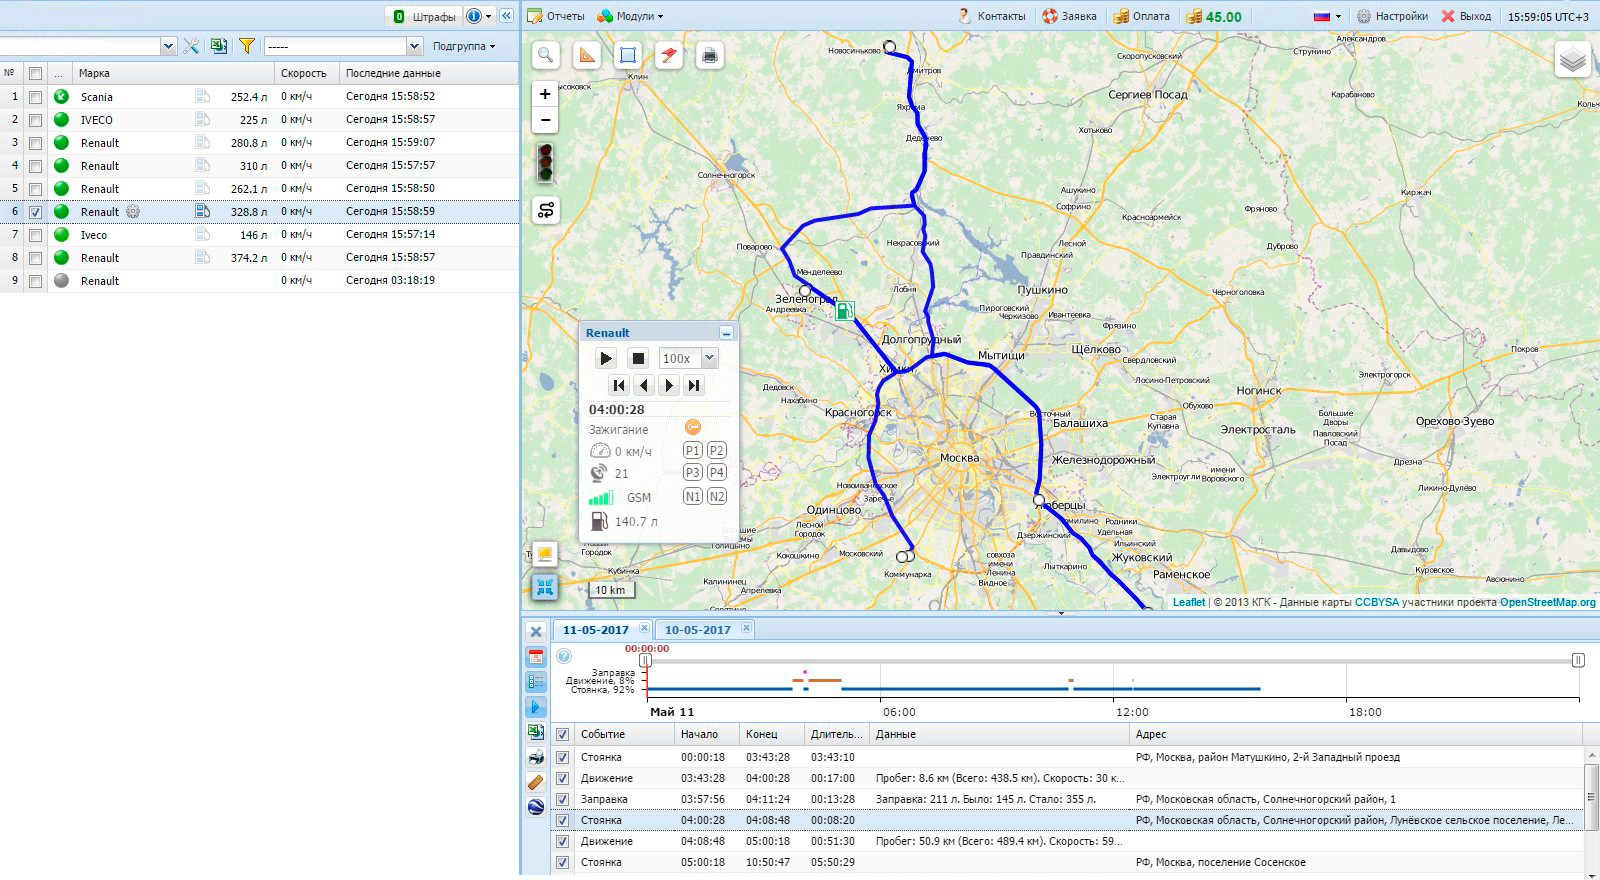 0 Штрафы
Отчеты Модули Контакты Заявка Оплата 45.00 Настройки Выход 15:59:05 UTC+3
----- Подгруппа
№ ... Марка Скорость Последние данные
1 Scania 252.4 л 0 км/ч Сегодня 15:58:52
2 IVECO 225 л 0 км/ч Сегодня 15:58:57
3 Renault 280.8 л 0 км/ч Сегодня 15:59:07
4 Renault 310 л 0 км/ч Сегодня 15:57:57
5 Renault 262.1 л 0 км/ч Сегодня 15:58:50
6 Renault 328.8 л 0 км/ч Сегодня 15:58:59
7 Iveco 146 л 0 км/ч Сегодня 15:57:14
8 Renault 374.2 л 0 км/ч Сегодня 15:58:57
9 Renault 0 км/ч Сегодня 03:18:19
Александров
Новосиньково
Струнино
Скоропусковский
Дмитров
Клин
Сергиев Посад
Карабаново
+
Яхрома
−
Хотьково
Деденево
Солнечногорск
Ашукино
Киржач
Софрино
Фряново
Красноармейск
Некрасовский
Лесной
Поварово
Дуброво
Правдинский
Менделеево
Лобня
Пушкино
Черноголовка
Зеленоград
Андреевка
Пироговский
Черкизово
Ивантеевка
Фрязино
Долгопрудный
Щёлково
Покров
Мытищи
Свердловский
Химки
Электрогорск
Лосино-Петровский
Дедовск
Ногинск
Нахабино
Обухово
Красногорск
Восточный
Старая
Купавна
Большие
Дворы
Балашиха
Орехово-Зуево
Электросталь
Павловский
Посад
Москва
Железнодорожный
Дрезна
имени
Воровского
Электроугли
Новоивановское
Ликино-Дулёво
Заречье
Одинцово
Люберцы
Томилино
Родники
Лесной
Городок
Удельная
Дзержинский
Ильинский
Давыдово
Голицыно
Московский
Кокошкино
совхоза
имени
Ленина
Жуковский
Городок
Лыткарино
Кубинка
Коммунарка
Раменское
Куровское
Авсюнино
Калининец
Видное
Апрелевка
Селятино
Renault
100x
04:00:28
Зажигание
0 км/ч P1 P2
21 P3 P4
GSM N1 N2
140.7 л
10 km
Leaflet | © 2013 КГК - Данные карты CCBYSA участники проекта OpenStreetMap.org
11-05-2017 10-05-2017
00:00:00
Заправка
Движение, 8%
Стоянка, 92%
Май 11 06:00 12:00 18:00
Событие Начало Конец Длитель... Данные Адрес
Стоянка 00:00:18 03:43:28 03:43:10 РФ, Москва, район Матушкино, 2-й Западный проезд
Движение 03:43:28 04:00:28 00:17:00 Пробег: 8.6 км (Всего: 438.5 км). Скорость: 30 к...
Заправка 03:57:56 04:11:24 00:13:28 Заправка: 211 л. Было: 145 л. Стало: 355 л. РФ, Московская область, Солнечногорский район, 1
Стоянка 04:00:28 04:08:48 00:08:20 РФ, Московская область, Солнечногорский район, Лунёвское сельское поселение, Ле...
Движение 04:08:48 05:00:18 00:51:30 Пробег: 50.9 км (Всего: 489.4 км). Скорость: 59...
Стоянка 05:00:18 10:50:47 05:50:29 РФ, Москва, поселение Сосенское